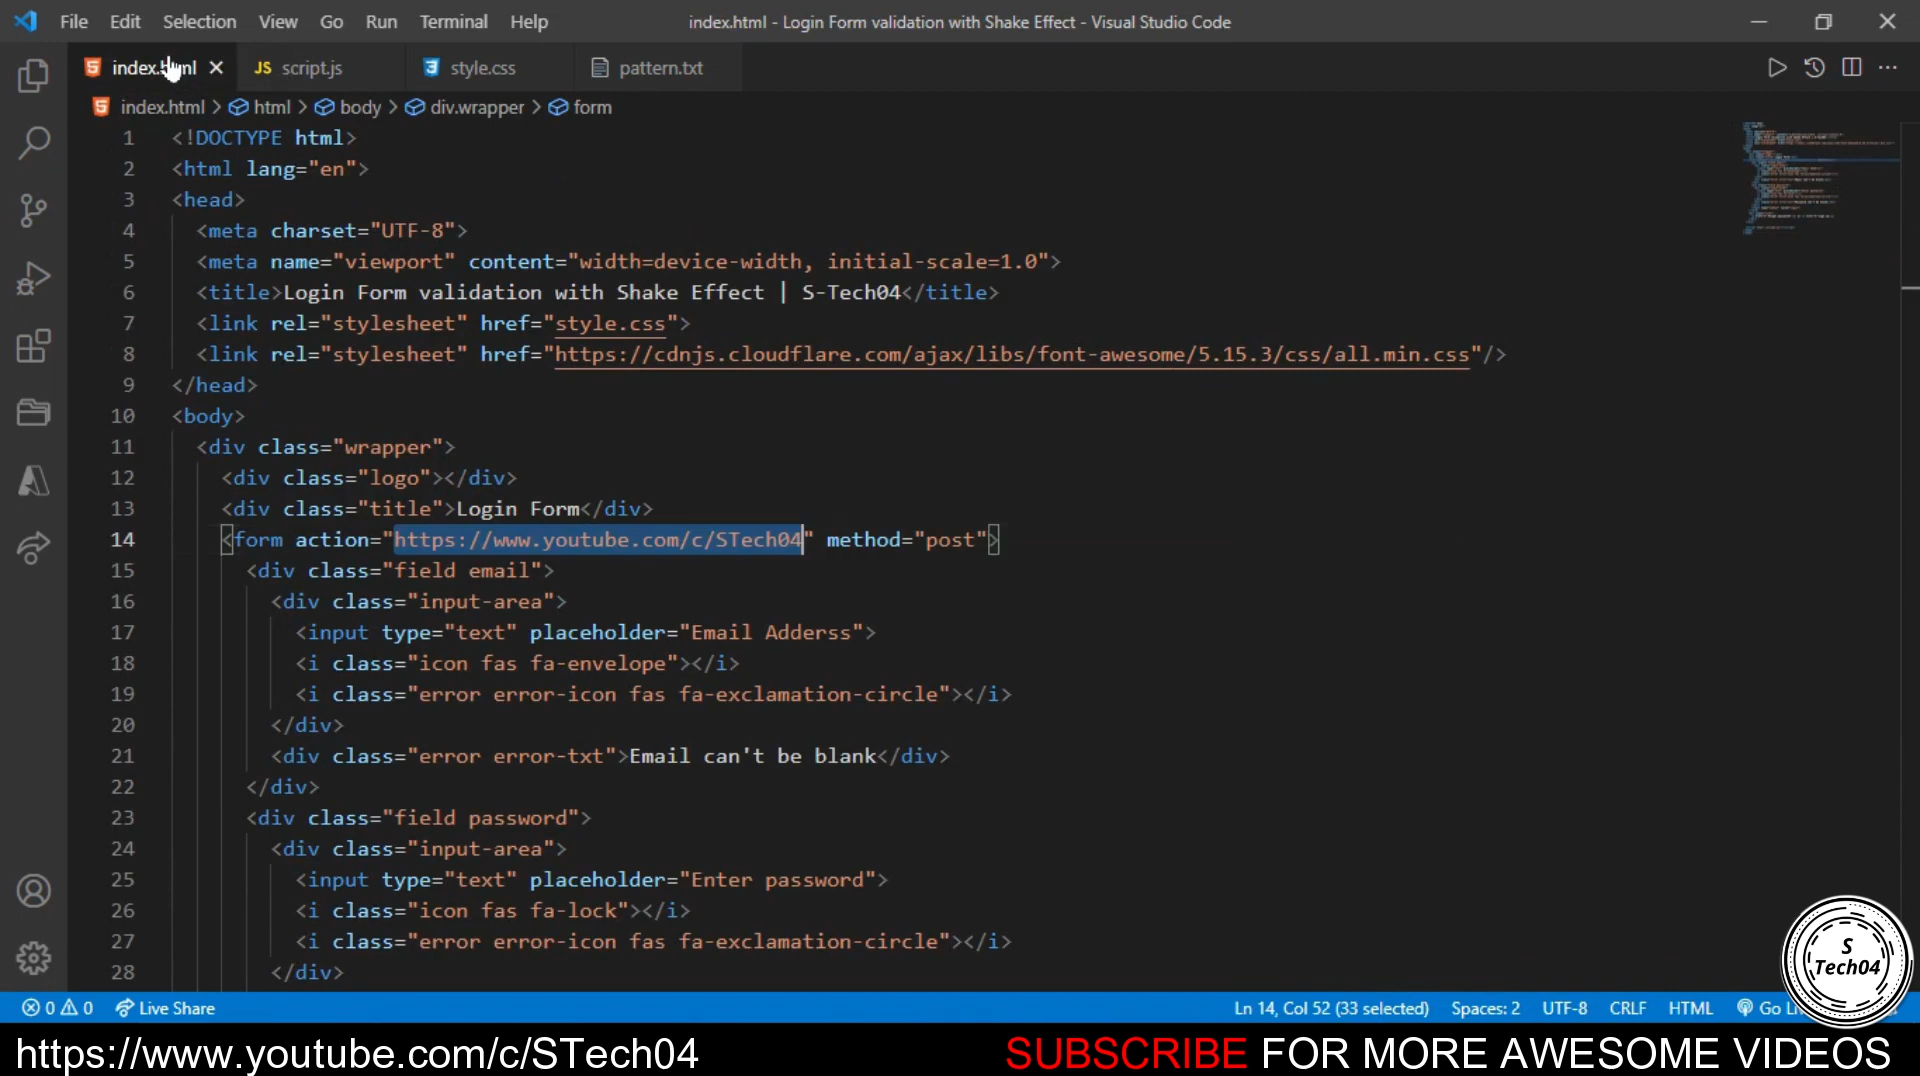 File Edit Selection View Go Run Terminal Help index.html - Login Form validation with Shake Effect - Visual Studio Code
index.html JS script.js style.css pattern.txt
index.html > html > body > div.wrapper > form
1 <!DOCTYPE html>
2 <html lang="en">
3 <head>
4 <meta charset="UTF-8">
5 <meta name="viewport" content="width=device-width, initial-scale=1.0">
6 <title>Login Form validation with Shake Effect | S-Tech04</title>
7 <link rel="stylesheet" href="style.css">
8 <link rel="stylesheet" href="https://cdnjs.cloudflare.com/ajax/libs/font-awesome/5.15.3/css/all.min.css"/>
9 </head>
10 <body>
11 <div class="wrapper">
12 <div class="logo"></div>
13 <div class="title">Login Form</div>
14 <form action="https://www.youtube.com/c/STech04" method="post">
15 <div class="field email">
16 <div class="input-area">
17 <input type="text" placeholder="Email Adderss">
18 <i class="icon fas fa-envelope"></i>
19 <i class="error error-icon fas fa-exclamation-circle"></i>
20 </div>
21 <div class="error error-txt">Email can't be blank</div>
22 </div>
23 <div class="field password">
24 <div class="input-area">
25 <input type="text" placeholder="Enter password">
26 <i class="icon fas fa-lock"></i>
27 <i class="error error-icon fas fa-exclamation-circle"></i>
28 </div>
S
Tech04
0 0 Live Share Ln 14, Col 52 (33 selected) Spaces: 2 UTF-8 CRLF HTML Go
https://www.youtube.com/c/STech04 SUBSCRIBE FOR MORE AWESOME VIDEOS